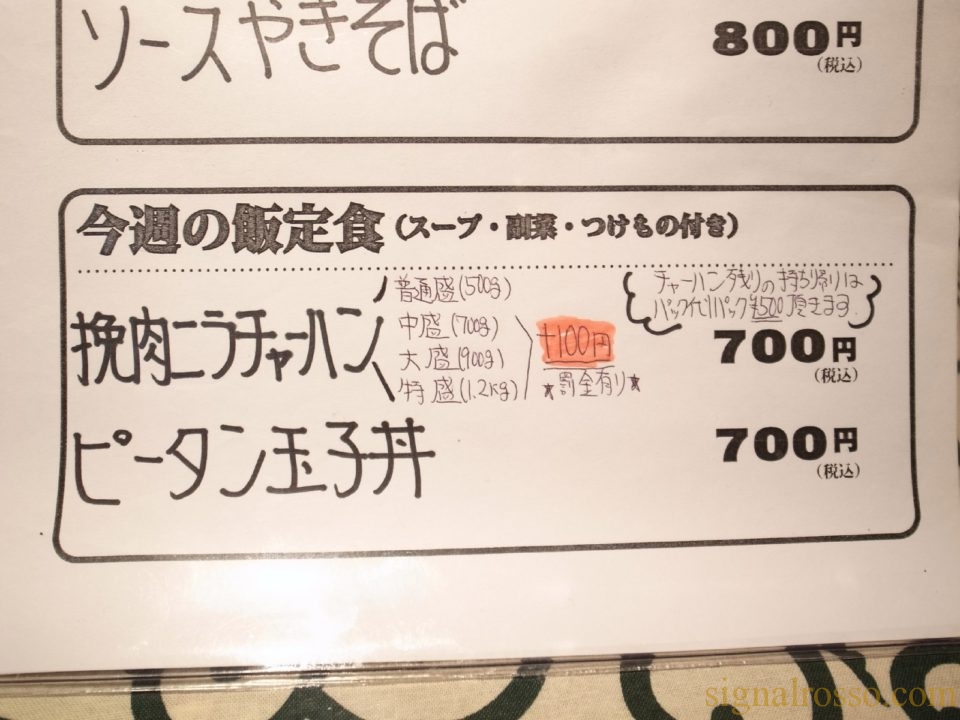 ソースやきそば 800円
(税込)
今週の飯定食(スープ・副菜・つけもの付き)
チャーハン残りの持ち帰りは
パック代1パック¥500頂きます。
挽肉ニラチャーハン 700円
(税込)
普通盛(500g)
中盛(700g)
大盛(900g)
特盛(1.2kg)
+100円
★罰金有り★
ピータン玉子丼 700円
(税込)
signalrosso.com